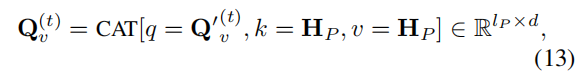 Q_v^{(t)} = CAT[q = Q'_v^{(t)}, k = H_P, v = H_P] ∈ ℝ^{l_P×d},
(13)